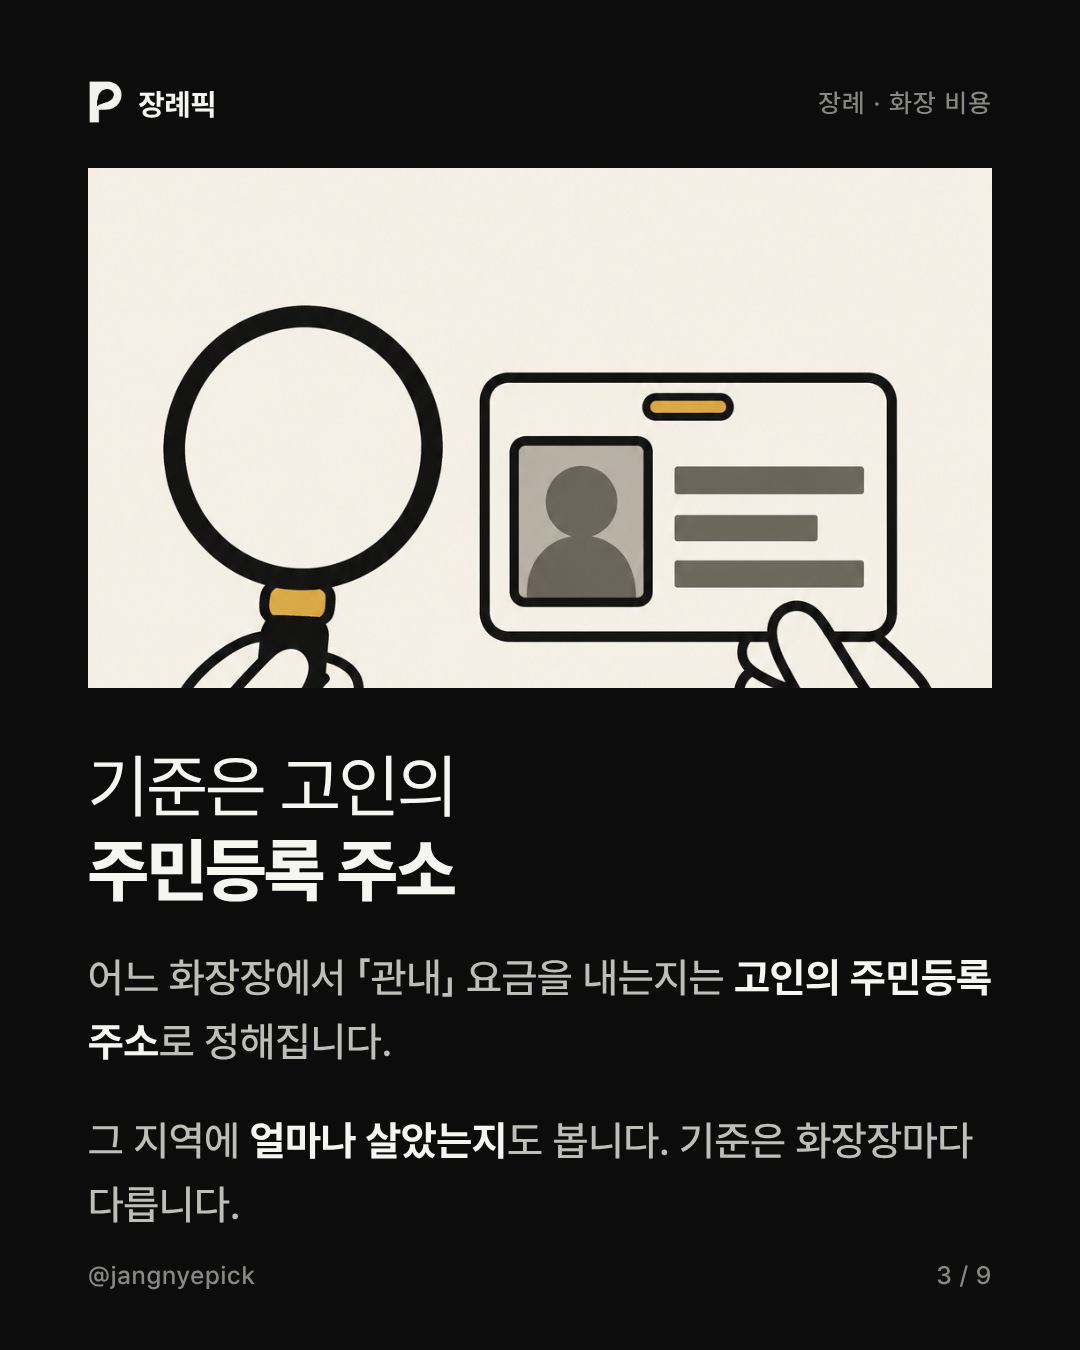 장례픽
장례 · 화장 비용
기준은 고인의
주민등록 주소
어느 화장장에서 「관내」 요금을 내는지는 고인의 주민등록
주소로 정해집니다.
그 지역에 얼마나 살았는지도 봅니다. 기준은 화장장마다
다릅니다.
@jangnyepick
3 / 9